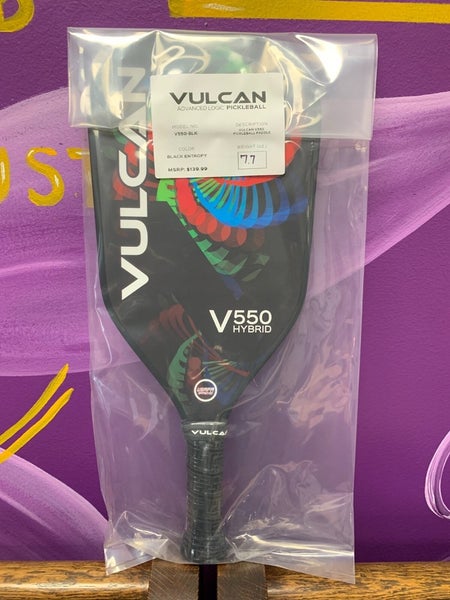 VULCAN
ADVANCED LOGIC PICKLEBALL
MODEL NO.
V550-BLK
DESCRIPTION
VULCAN V550
PICKLEBALL PADDLE
COLOR
BLACK ENTROPY
WEIGHT (oz.)
7.7
MSRP: $139.99
VULCAN
V550
HYBRID
VULCAN
UST